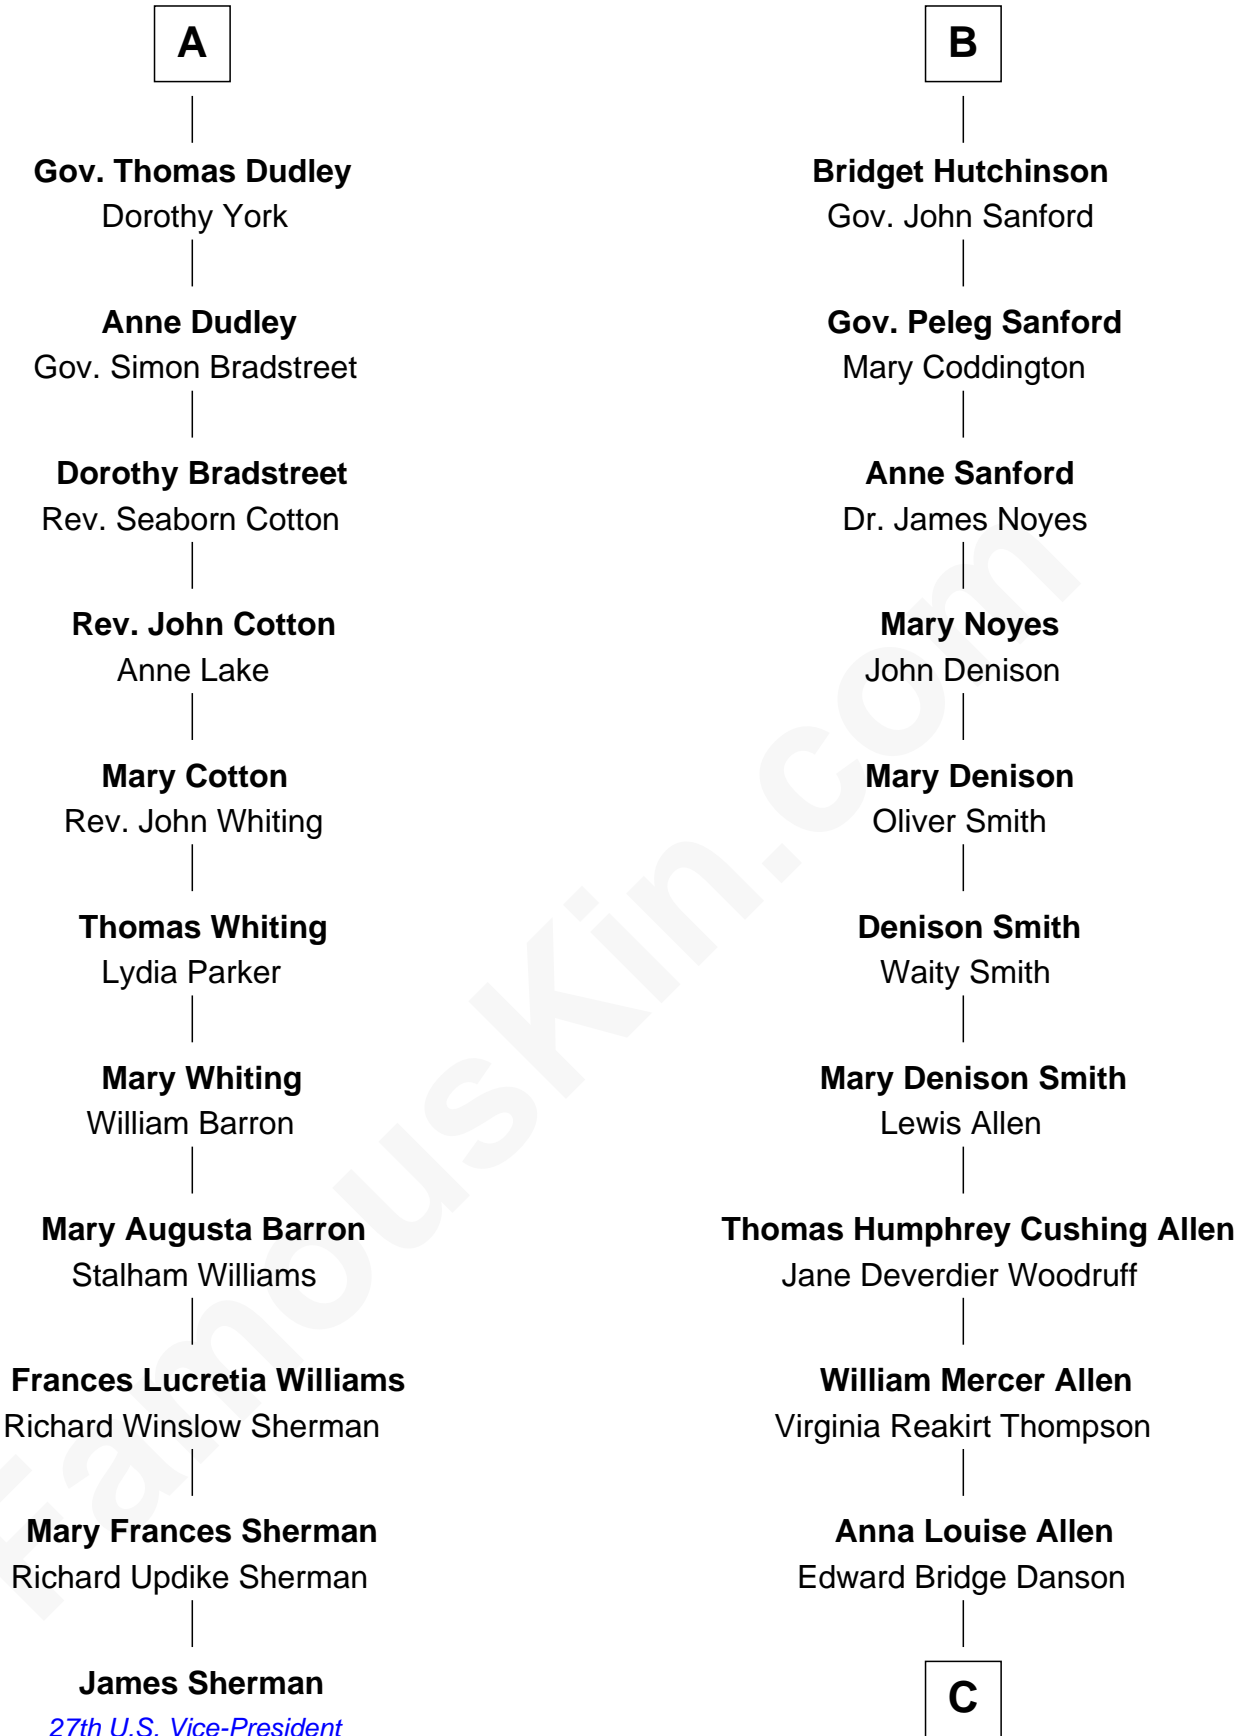 A
Gov. Thomas Dudley
Dorothy York
Anne Dudley
Gov. Simon Bradstreet
Dorothy Bradstreet
Rev. Seaborn Cotton
Rev. John Cotton
Anne Lake
Mary Cotton
Rev. John Whiting
Thomas Whiting
Lydia Parker
Mary Whiting
William Barron
Mary Augusta Barron
Stalham Williams
Frances Lucretia Williams
Richard Winslow Sherman
Mary Frances Sherman
Richard Updike Sherman
James Sherman
27th U.S. Vice-President
B
Bridget Hutchinson
Gov. John Sanford
Gov. Peleg Sanford
Mary Coddington
Anne Sanford
Dr. James Noyes
Mary Noyes
John Denison
Mary Denison
Oliver Smith
Denison Smith
Waity Smith
Mary Denison Smith
Lewis Allen
Thomas Humphrey Cushing Allen
Jane Deverdier Woodruff
William Mercer Allen
Virginia Reakirt Thompson
Anna Louise Allen
Edward Bridge Danson
C
FamousKin.com